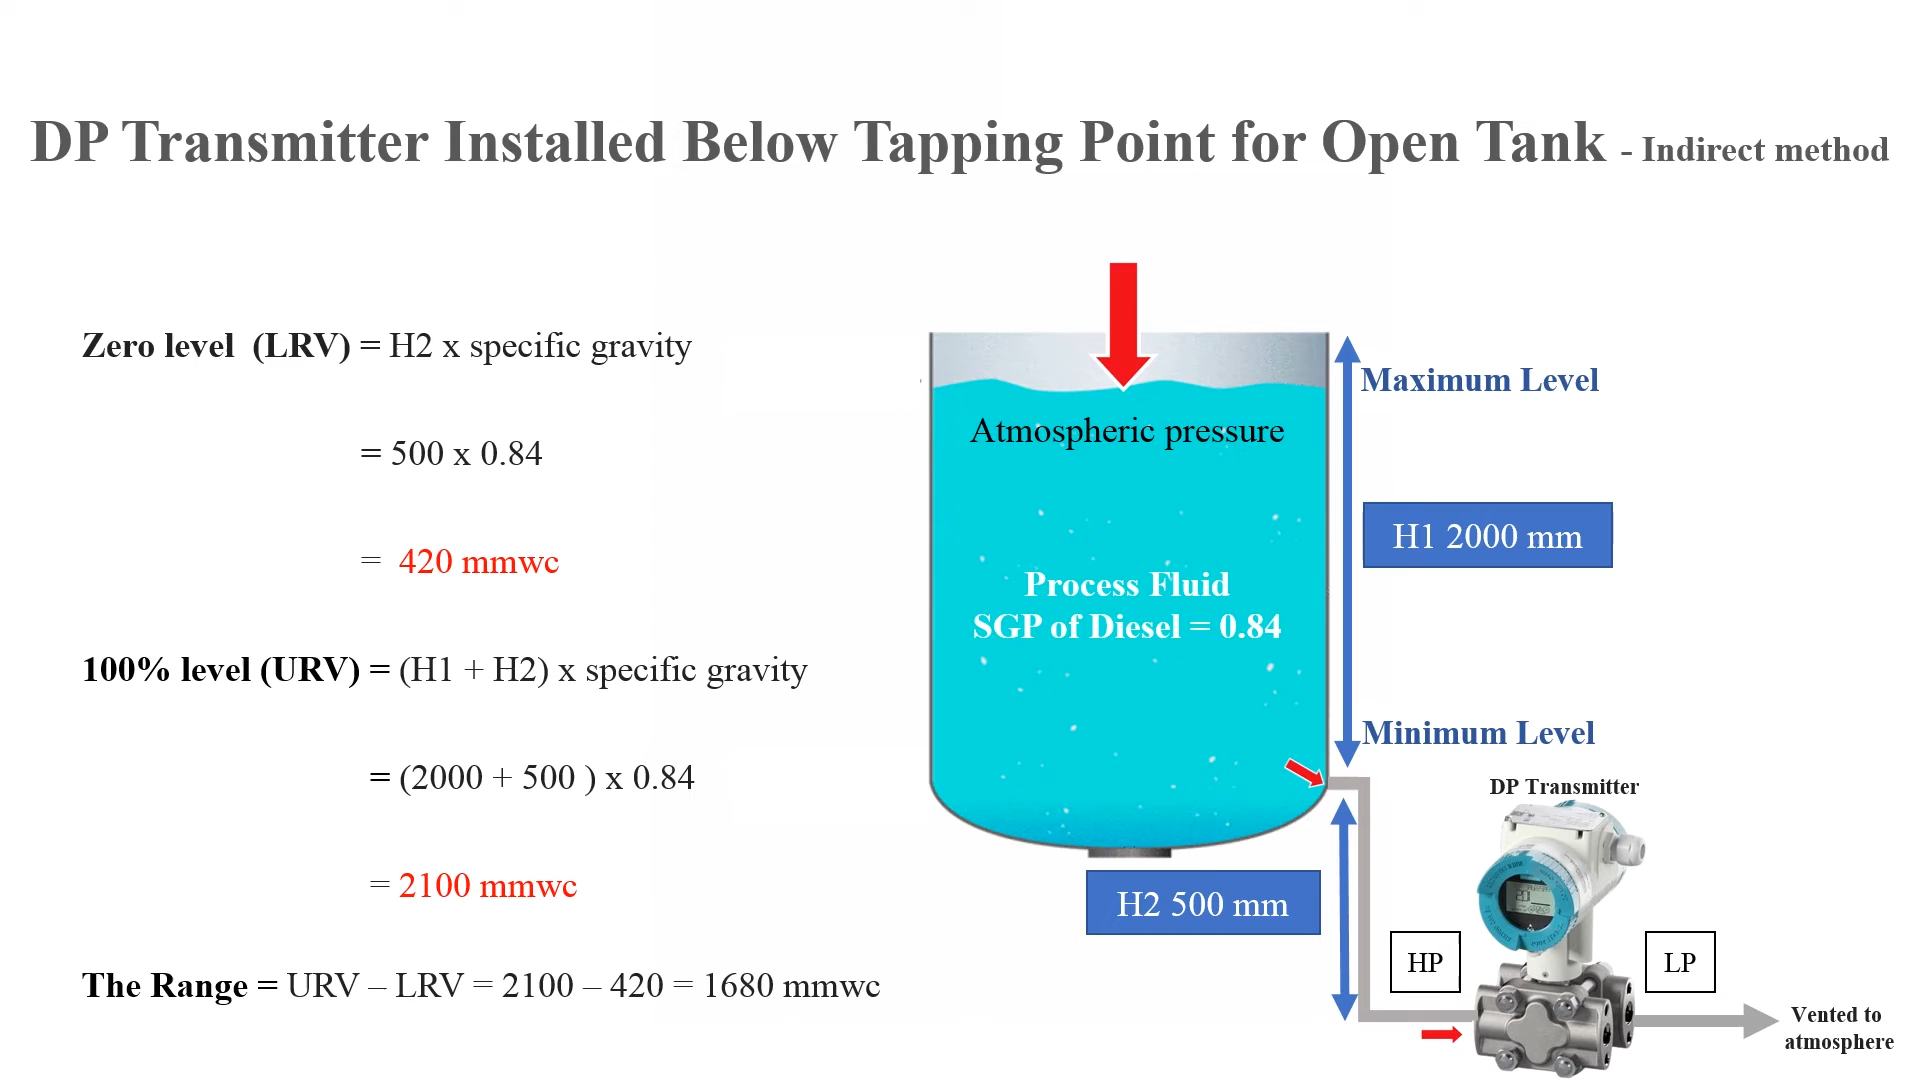 DP Transmitter Installed Below Tapping Point for Open Tank - Indirect method
Zero level (LRV) = H2 x specific gravity
= 500 x 0.84
= 420 mmwc
100% level (URV) = (H1 + H2) x specific gravity
= (2000 + 500 ) x 0.84
= 2100 mmwc
The Range = URV – LRV = 2100 – 420 = 1680 mmwc
Maximum Level
Atmospheric pressure
H1 2000 mm
Process Fluid
SGP of Diesel = 0.84
Minimum Level
DP Transmitter
H2 500 mm
HP
LP
Vented to
atmosphere